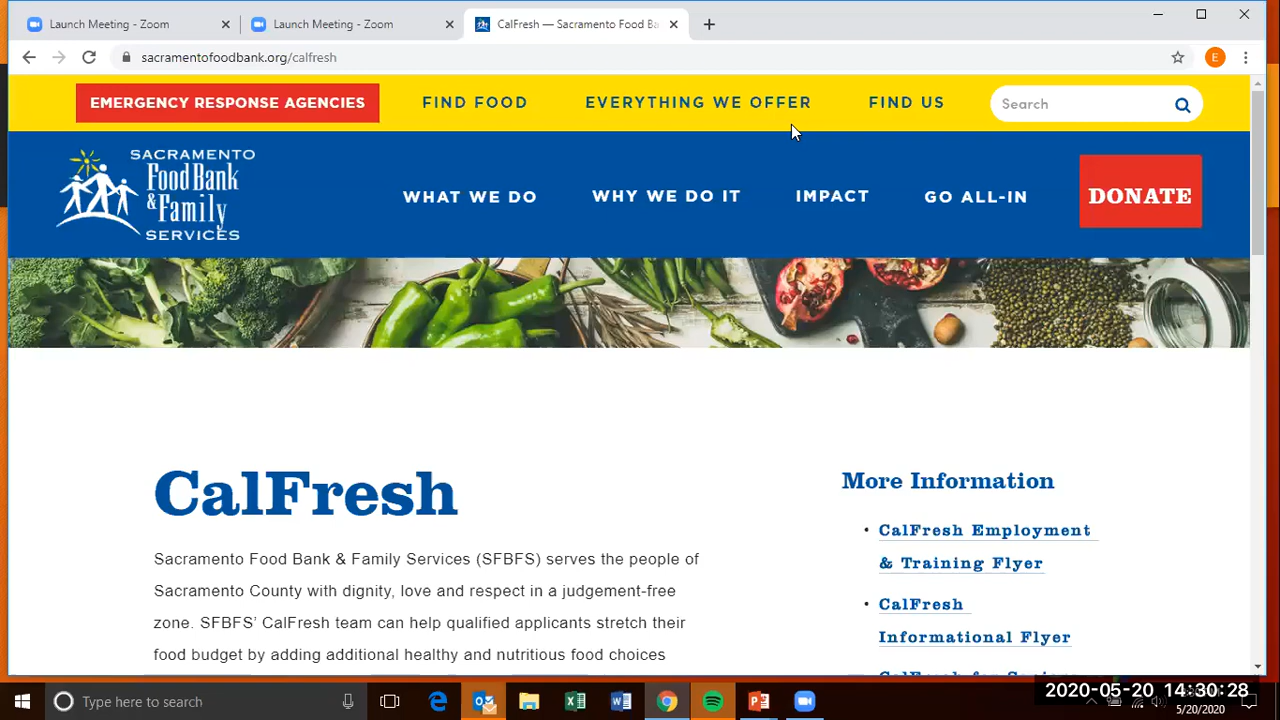 Launch Meeting - Zoom
Launch Meeting - Zoom
CalFresh — Sacramento Food Ba
sacramentofoodbank.org/calfresh
E
EMERGENCY RESPONSE AGENCIES
FIND FOOD
EVERYTHING WE OFFER
FIND US
Search
SACRAMENTO
Food Bank
& Family
SERVICES
WHAT WE DO
WHY WE DO IT
IMPACT
GO ALL-IN
DONATE
CalFresh
Sacramento Food Bank & Family Services (SFBFS) serves the people of
Sacramento County with dignity, love and respect in a judgement-free
zone. SFBFS’ CalFresh team can help qualified applicants stretch their
food budget by adding additional healthy and nutritious food choices
More Information
• CalFresh Employment
& Training Flyer
• CalFresh
Informational Flyer
Type here to search
2020-05-20 14:30:28
5/20/2020